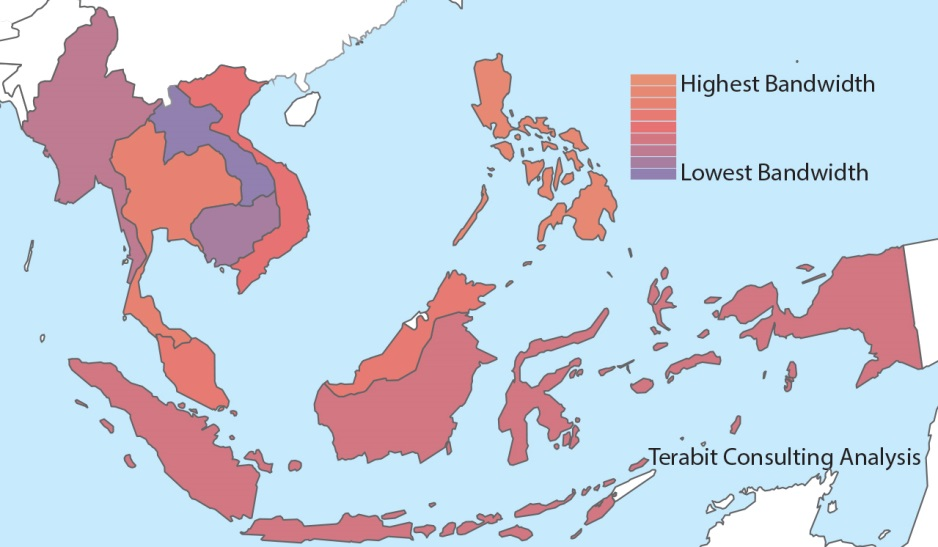 Highest Bandwidth
Lowest Bandwidth
Terabit Consulting Analysis